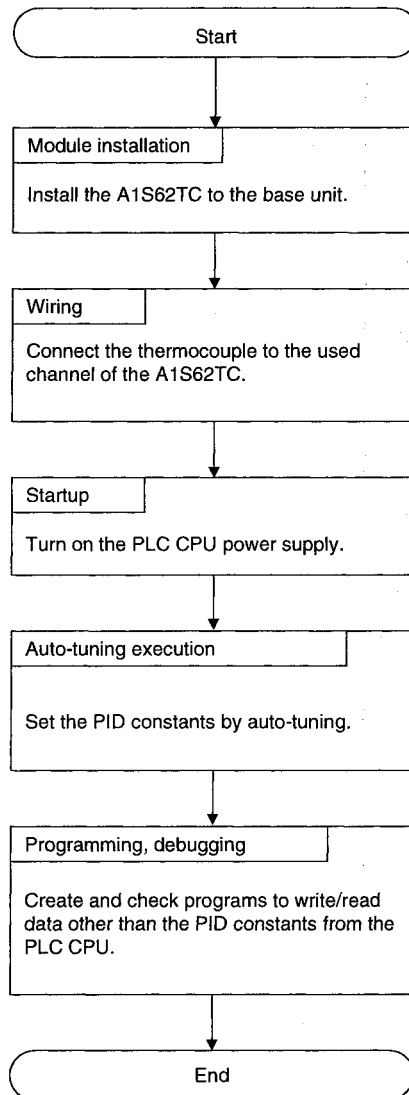 Start
Module installation
Install the A1S62TC to the base unit.
Wiring
Connect the thermocouple to the used
channel of the A1S62TC.
Startup
Turn on the PLC CPU power supply.
Auto-tuning execution
Set the PID constants by auto-tuning.
Programming, debugging
Create and check programs to write/read
data other than the PID constants from the
PLC CPU.
End